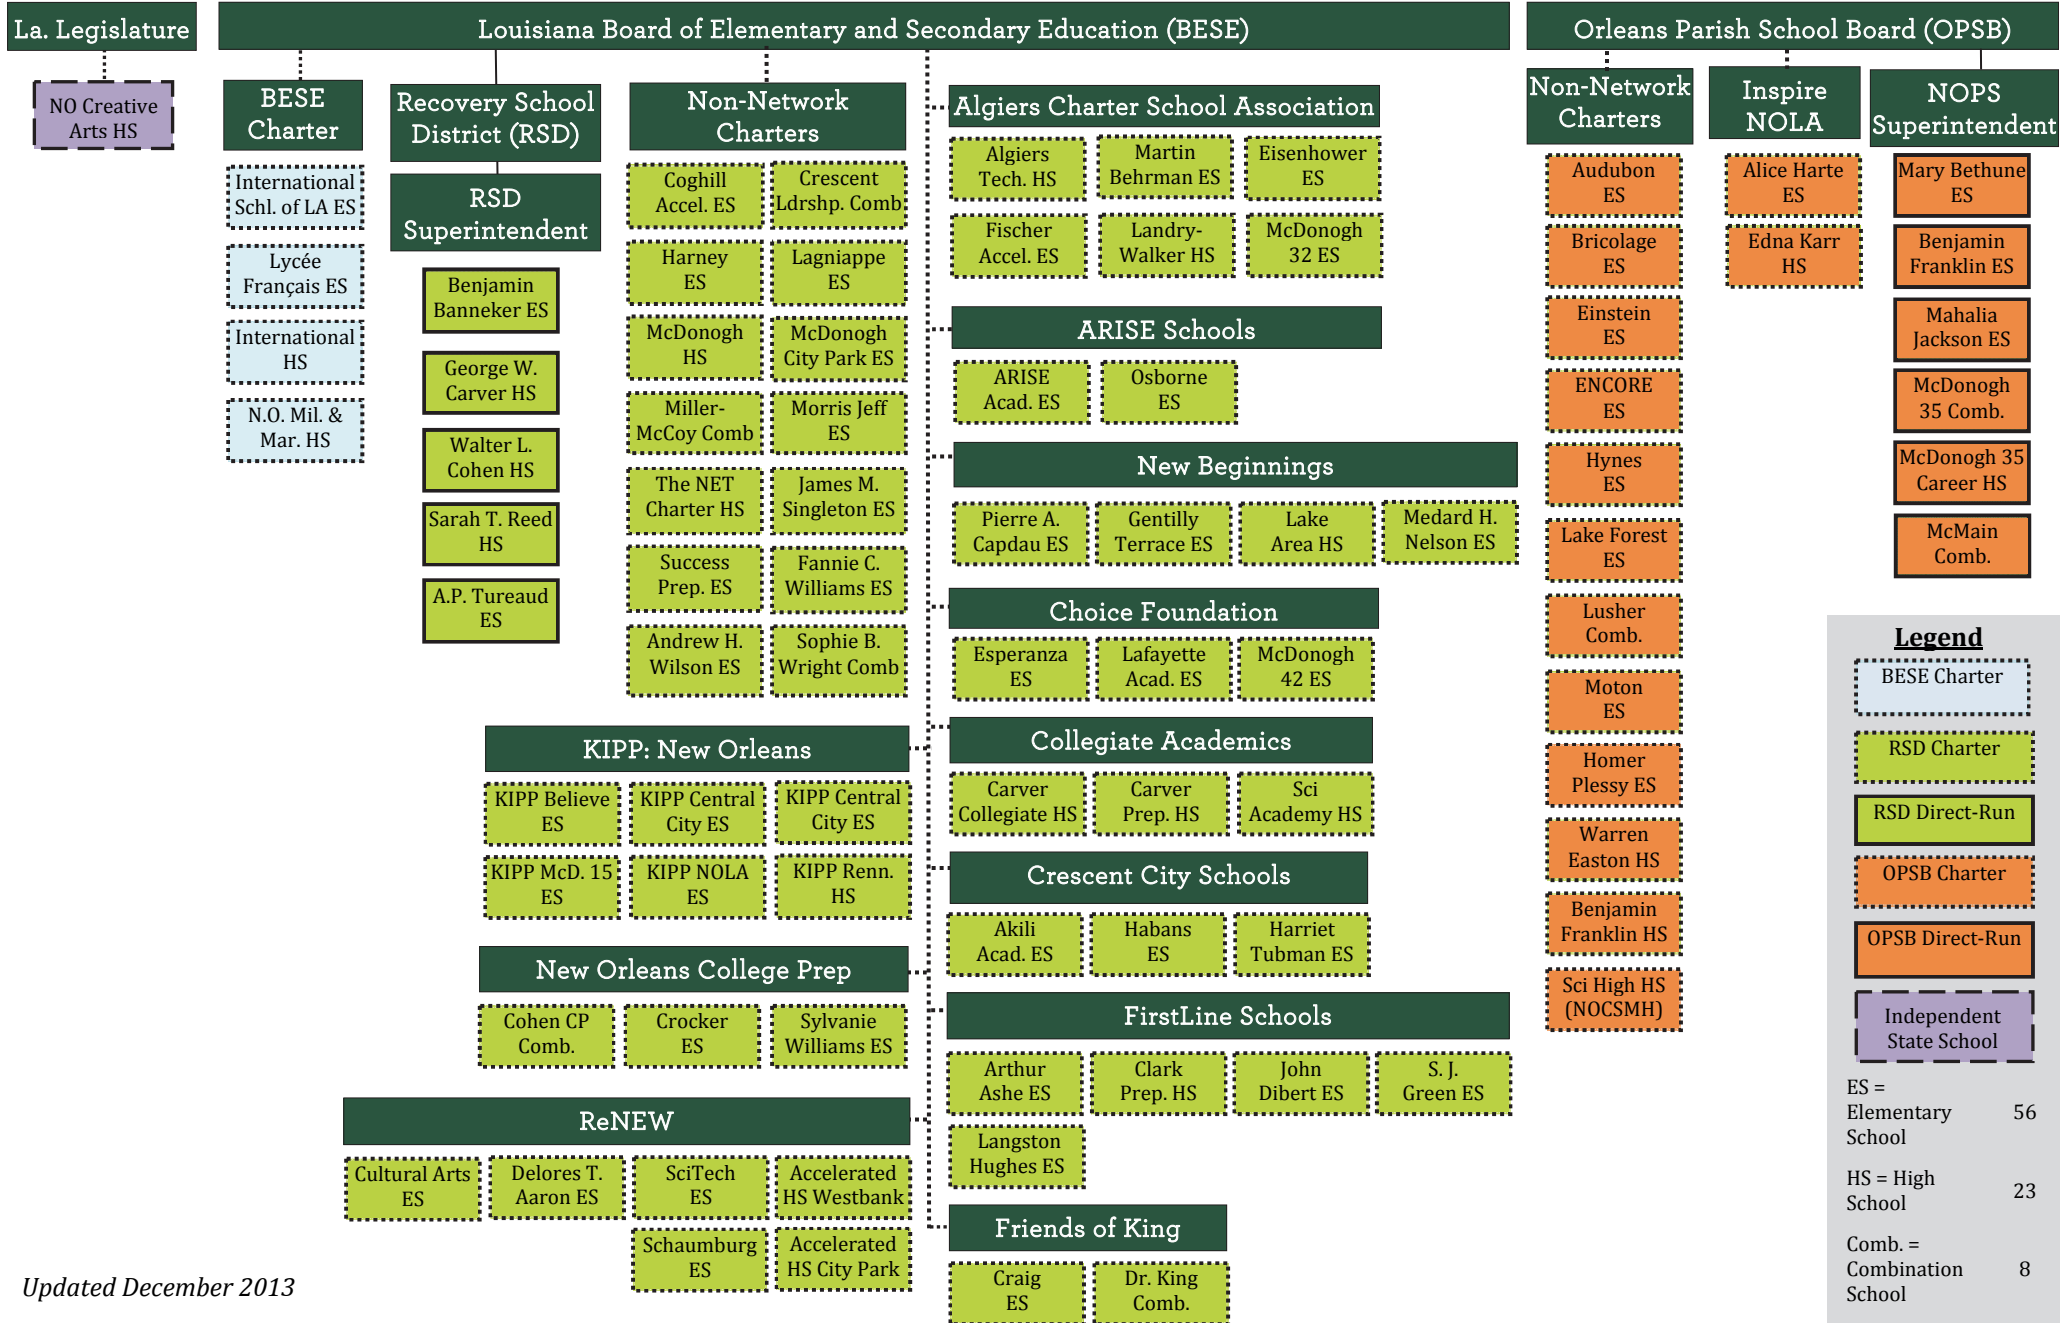 La. Legislature
NO Creative
Arts HS
Louisiana Board of Elementary and Secondary Education (BESE)
BESE
Charter
International
Schl. of LA ES
Lycée
Français ES
International
HS
N.O. Mil. &
Mar. HS
Recovery School
District (RSD)
RSD
Superintendent
Benjamin
Banneker ES
George W.
Carver HS
Walter L.
Cohen HS
Sarah T. Reed
HS
A.P. Tureaud
ES
Non-Network
Charters
Coghill
Accel. ES
Crescent
Ldrshp. Comb
Harney
ES
Lagniappe
ES
McDonogh
HS
McDonogh
City Park ES
Miller-
McCoy Comb
Morris Jeff
ES
The NET
Charter HS
James M.
Singleton ES
Success
Prep. ES
Fannie C.
Williams ES
Andrew H.
Wilson ES
Sophie B.
Wright Comb
KIPP: New Orleans
KIPP Believe
ES
KIPP Central
City ES
KIPP Central
City ES
KIPP McD. 15
ES
KIPP NOLA
ES
KIPP Renn.
HS
New Orleans College Prep
Cohen CP
Comb.
Crocker
ES
Sylvanie
Williams ES
ReNEW
Cultural Arts
ES
Delores T.
Aaron ES
SciTech
ES
Accelerated
HS Westbank
Schaumburg
ES
Accelerated
HS City Park
Algiers Charter School Association
Algiers
Tech. HS
Martin
Behrman ES
Eisenhower
ES
Fischer
Accel. ES
Landry-
Walker HS
McDonogh
32 ES
ARISE Schools
ARISE
Acad. ES
Osborne
ES
New Beginnings
Pierre A.
Capdau ES
Gentilly
Terrace ES
Lake
Area HS
Medard H.
Nelson ES
Choice Foundation
Esperanza
ES
Lafayette
Acad. ES
McDonogh
42 ES
Collegiate Academics
Carver
Collegiate HS
Carver
Prep. HS
Sci
Academy HS
Crescent City Schools
Akili
Acad. ES
Habans
ES
Harriet
Tubman ES
FirstLine Schools
Arthur
Ashe ES
Clark
Prep. HS
John
Dibert ES
S. J.
Green ES
Langston
Hughes ES
Friends of King
Craig
ES
Dr. King
Comb.
Orleans Parish School Board (OPSB)
Non-Network
Charters
Audubon
ES
Bricolage
ES
Einstein
ES
ENCORE
ES
Hynes
ES
Lake Forest
ES
Lusher
Comb.
Moton
ES
Homer
Plessy ES
Warren
Easton HS
Benjamin
Franklin HS
Sci High HS
(NOCSMH)
Inspire
NOLA
Alice Harte
ES
Edna Karr
HS
NOPS
Superintendent
Mary Bethune
ES
Benjamin
Franklin ES
Mahalia
Jackson ES
McDonogh
35 Comb.
McDonogh 35
Career HS
McMain
Comb.
Legend
BESE Charter
RSD Charter
RSD Direct-Run
OPSB Charter
OPSB Direct-Run
Independent
State School
ES =
Elementary 56
School
HS = High
School 23
Comb. =
Combination 8
School
Updated December 2013